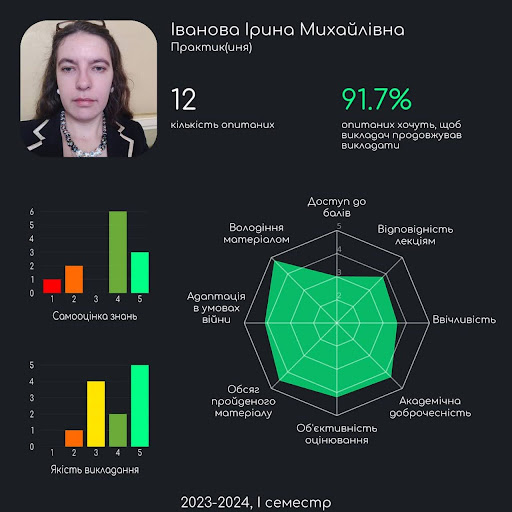 Іванова Ірина Михайлівна
Практик(иня)
12
кількість опитаних
91.7%
опитаних хочуть, щоб
викладач продовжував
викладати
6
5
4
3
2
1
0
1 2 3 4 5
Самооцінка знань
5
4
3
2
1
0
1 2 3 4 5
Якість викладання
Доступ до
балів
Відповідність
лекціям
Ввічливість
Академічна
доброчесність
Об'єктивність
оцінювання
Обсяг
пройденого
матеріалу
Адаптація
в умовах
війни
Володіння
матеріалом
5
4
3
2
2023-2024, І семестр